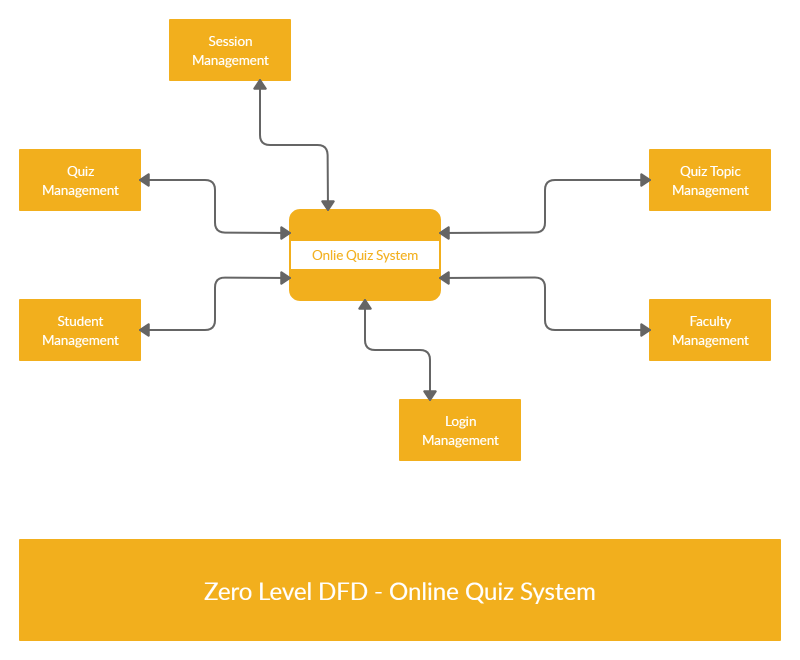 Session
Management
Quiz
Management
Quiz Topic
Management
Onlie Quiz System
Student
Management
Faculty
Management
Login
Management
Zero Level DFD - Online Quiz System